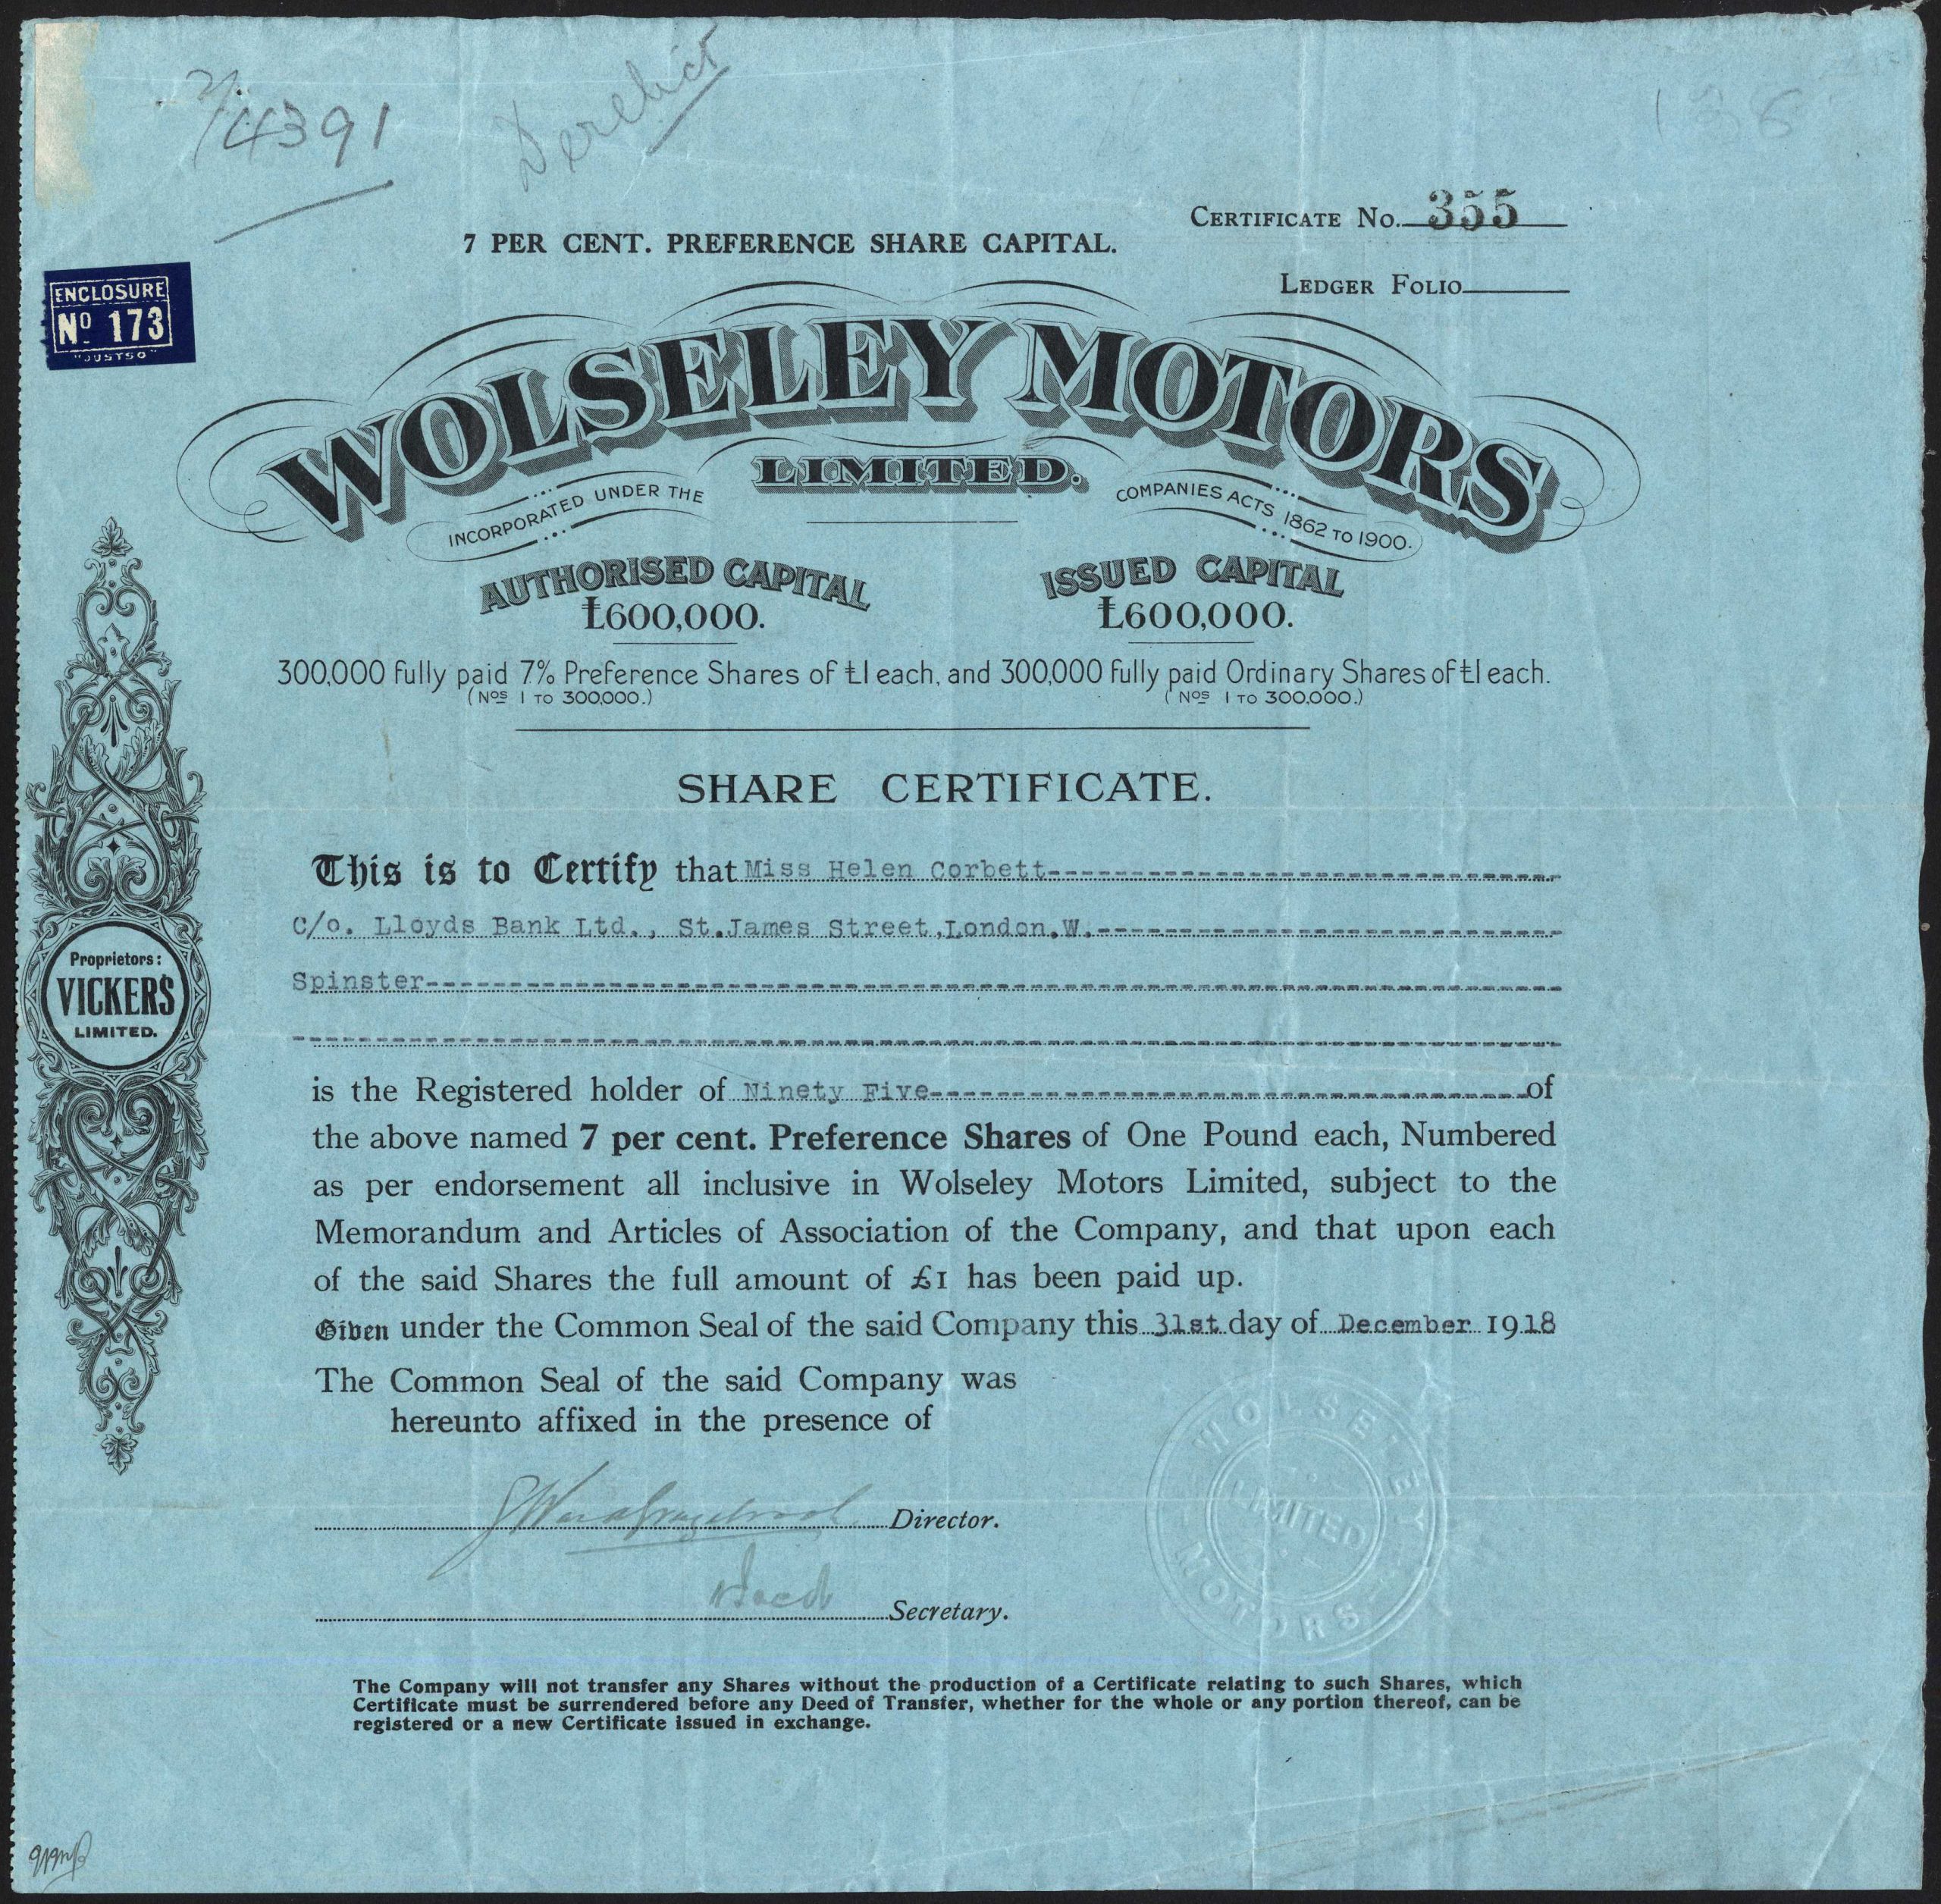 4391
Derelict
136
CERTIFICATE No. 355
7 PER CENT. PREFERENCE SHARE CAPITAL.
LEDGER FOLIO
ENCLOSURE
No 173
"JUSTSO"
WOLSELEY MOTORS
LIMITED.
INCORPORATED UNDER THE COMPANIES ACTS 1862 TO 1900.
AUTHORISED CAPITAL ISSUED CAPITAL
£600,000. £600,000.
300,000 fully paid 7% Preference Shares of £1 each, and 300,000 fully paid Ordinary Shares of £1 each.
(Nos 1 TO 300,000.) (Nos 1 TO 300,000.)
SHARE CERTIFICATE.
This is to Certify that Miss Helen Corbett
C/o. Lloyds Bank Ltd., St.James Street,London.W.
Spinster
Proprietors:
VICKERS
LIMITED.
is the Registered holder of Ninety Five of
the above named 7 per cent. Preference Shares of One Pound each, Numbered
as per endorsement all inclusive in Wolseley Motors Limited, subject to the
Memorandum and Articles of Association of the Company, and that upon each
of the said Shares the full amount of £1 has been paid up.
Given under the Common Seal of the said Company this 31st day of December 1918
The Common Seal of the said Company was
hereunto affixed in the presence of
Director.
Secretary.
WOLSELEY
LIMITED
MOTORS
The Company will not transfer any Shares without the production of a Certificate relating to such Shares, which
Certificate must be surrendered before any Deed of Transfer, whether for the whole or any portion thereof, can be
registered or a new Certificate issued in exchange.